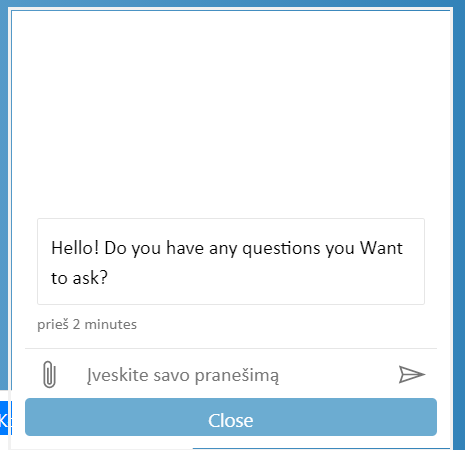 Hello! Do you have any questions you Want
to ask?
prieš 2 minutes
Įveskite savo pranešimą
Close